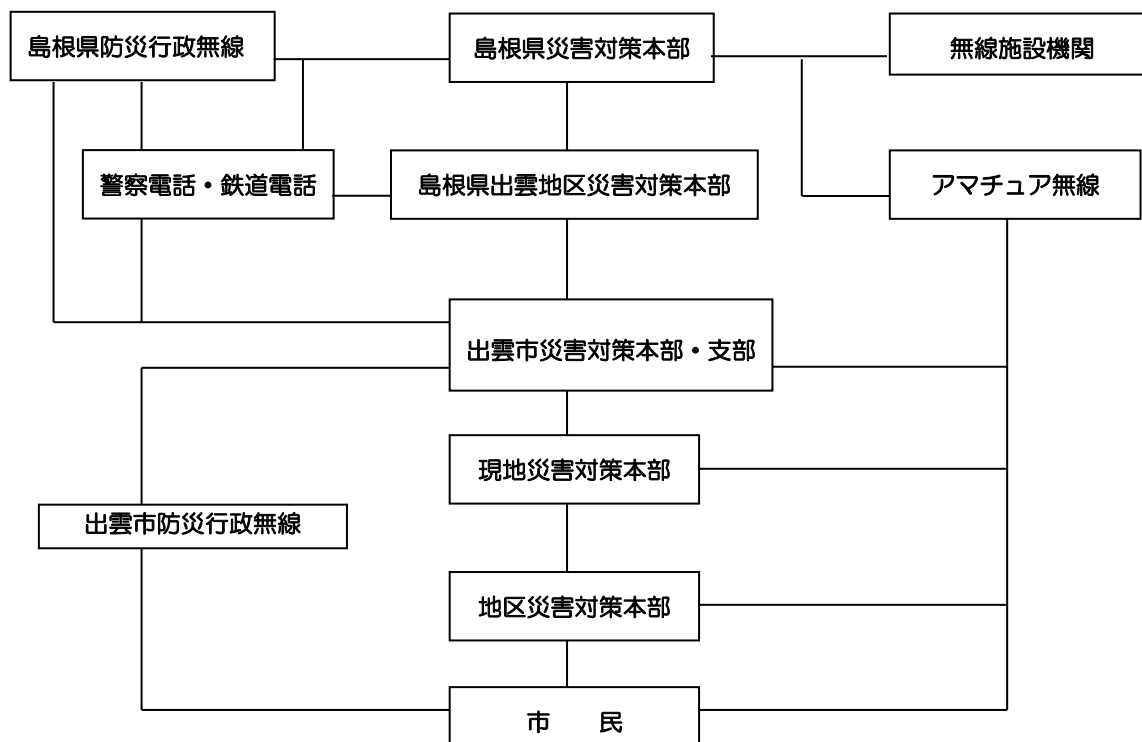 島根県防災行政無線
島根県災害対策本部
無線施設機関
警察電話・鉄道電話
島根県出雲地区災害対策本部
アマチュア無線
出雲市災害対策本部・支部
現地災害対策本部
出雲市防災行政無線
地区災害対策本部
市　　民